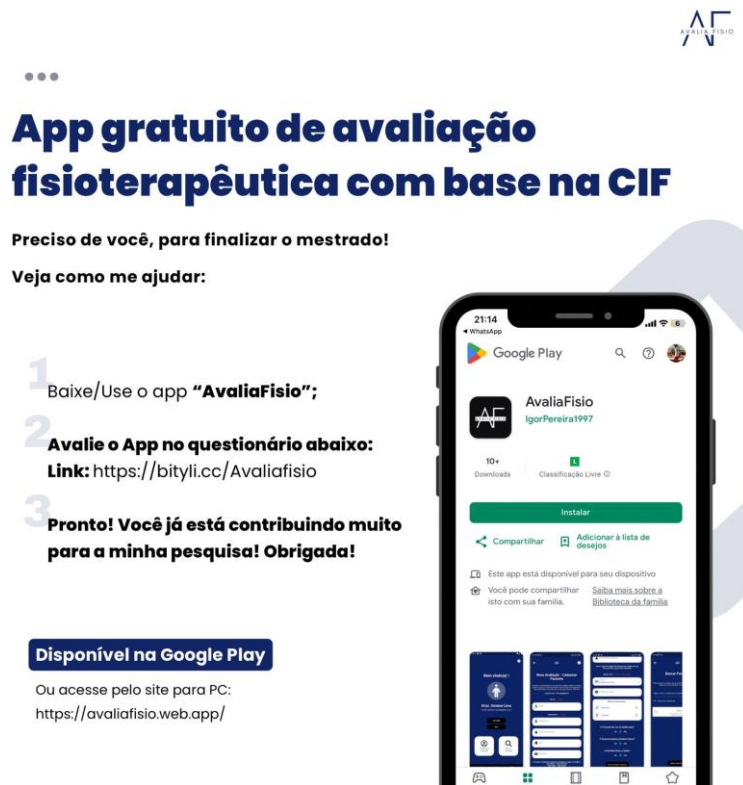 AF
AVALIA FISIO
App gratuito de avaliação
fisioterapêutica com base na CIF
Preciso de você, para finalizar o mestrado!
Veja como me ajudar:
1
Baixe/Use o app “AvaliaFisio”;
2
Avalie o App no questionário abaixo:
Link: https://bityli.cc/Avaliafisio
3
Pronto! Você já está contribuindo muito
para a minha pesquisa! Obrigada!
Disponível na Google Play
Ou acesse pelo site para PC:
https://avaliafisio.web.app/
21:14
WhatsApp
6
Google Play
AvaliaFisio
IgorPereira1997
10+
Downloads
L
Classificação Livre
Instalar
Compartilhar
Adicionar à lista de
desejos
Este app está disponível para seu dispositivo
Você pode compartilhar
isto com sua família.
Saiba mais sobre a
Biblioteca da família